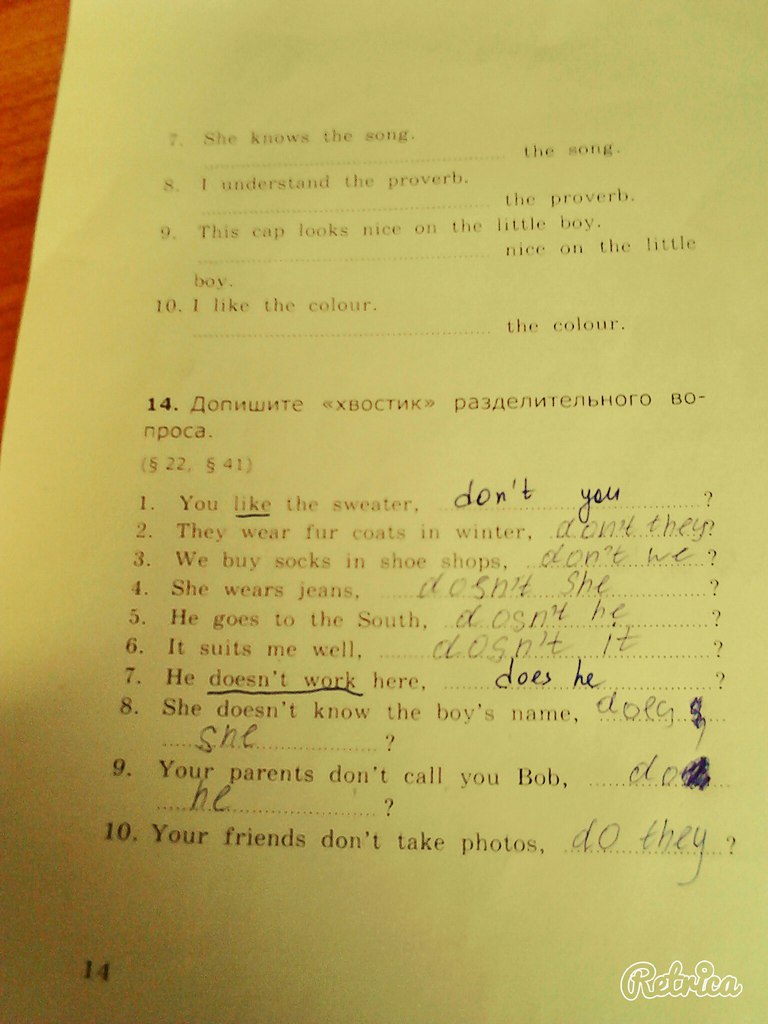 7. She knows the song.
the song.
8. I understand the proverb.
the proverb.
9. This cap looks nice on the little boy.
nice on the little
boy.
10. I like the colour.
the colour.
14. Допишите «хвостик» разделительного во-
проса.
(§ 22, § 41)
1. You like the sweater, don't you ?
2. They wear fur coats in winter, don't they?
3. We buy socks in shoe shops, don't we ?
4. She wears jeans, dosn't she ?
5. He goes to the South, dosn't he ?
6. It suits me well, dosn't it ?
7. He doesn't work here, does he ?
8. She doesn't know the boy's name, does
she ?
9. Your parents don't call you Bob, do
he ?
10. Your friends don't take photos, do they ?
14
Retrica